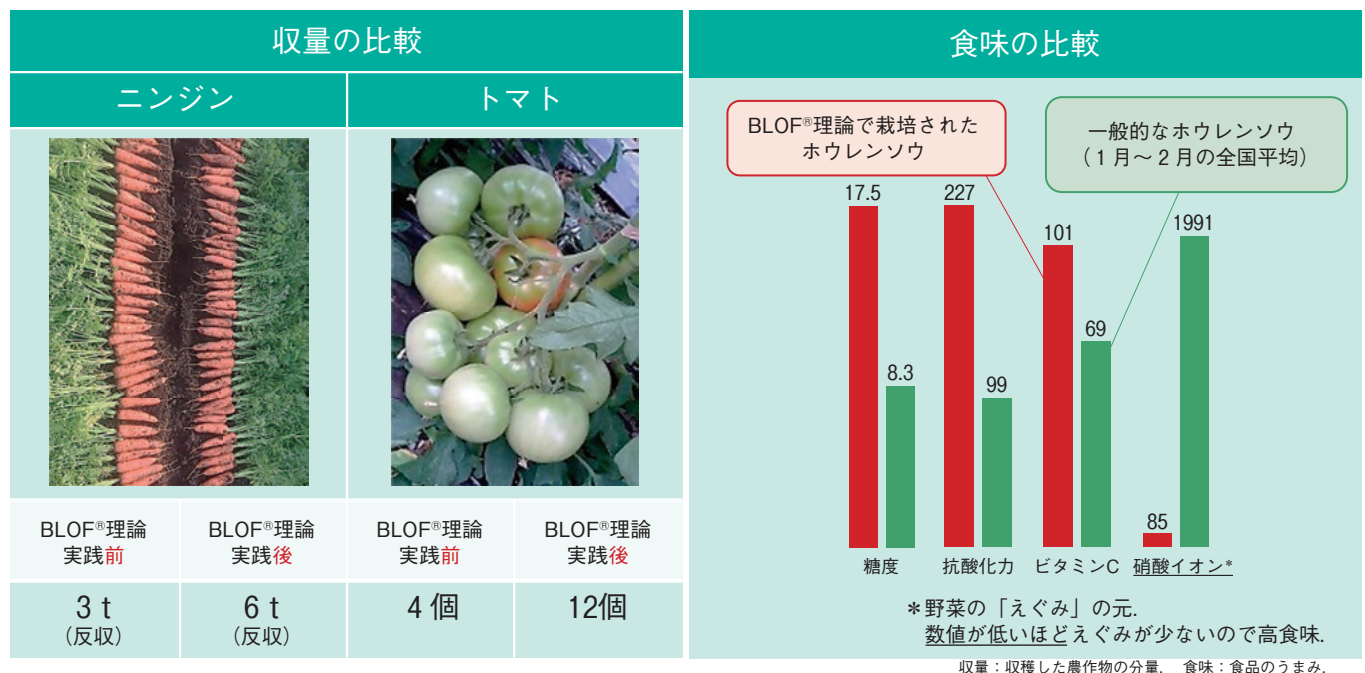 収量の比較
ニンジン
トマト
BLOF®理論
実践前
BLOF®理論
実践後
BLOF®理論
実践前
BLOF®理論
実践後
3 t
(反収)
6 t
(反収)
4 個
12個
食味の比較
BLOF®理論で栽培された
ホウレンソウ
一般的なホウレンソウ
(1月〜2月の全国平均)
17.5
8.3
227
99
101
69
85
1991
糖度
抗酸化力
ビタミンC
硝酸イオン*
*野菜の「えぐみ」の元.
数値が低いほどえぐみが少ないので高食味.
収量:収穫した農作物の分量. 食味:食品のうまみ.